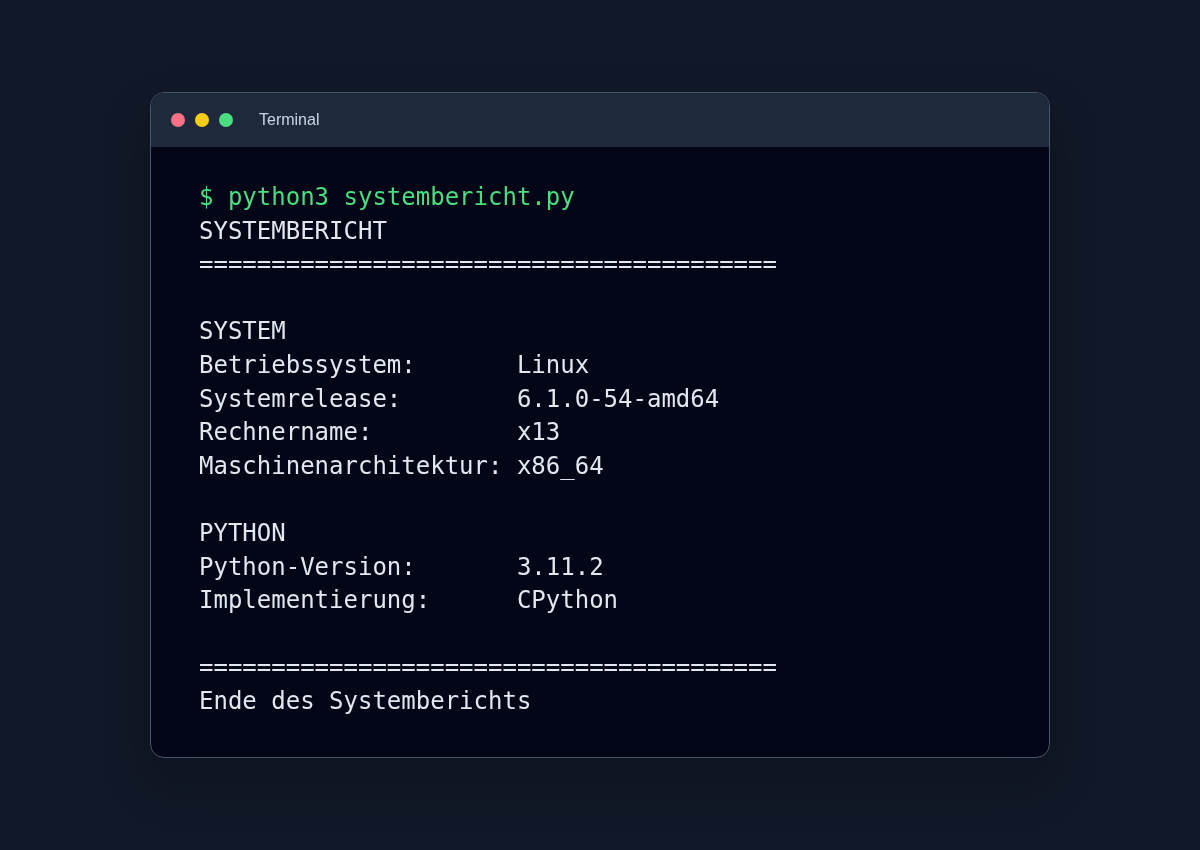 Terminal
$ python3 systembericht.py
SYSTEMBERICHT
========================================
SYSTEM
Betriebssystem:       Linux
Systemrelease:        6.1.0-54-amd64
Rechnername:          x13
Maschinenarchitektur: x86_64
PYTHON
Python-Version:       3.11.2
Implementierung:      CPython
========================================
Ende des Systemberichts